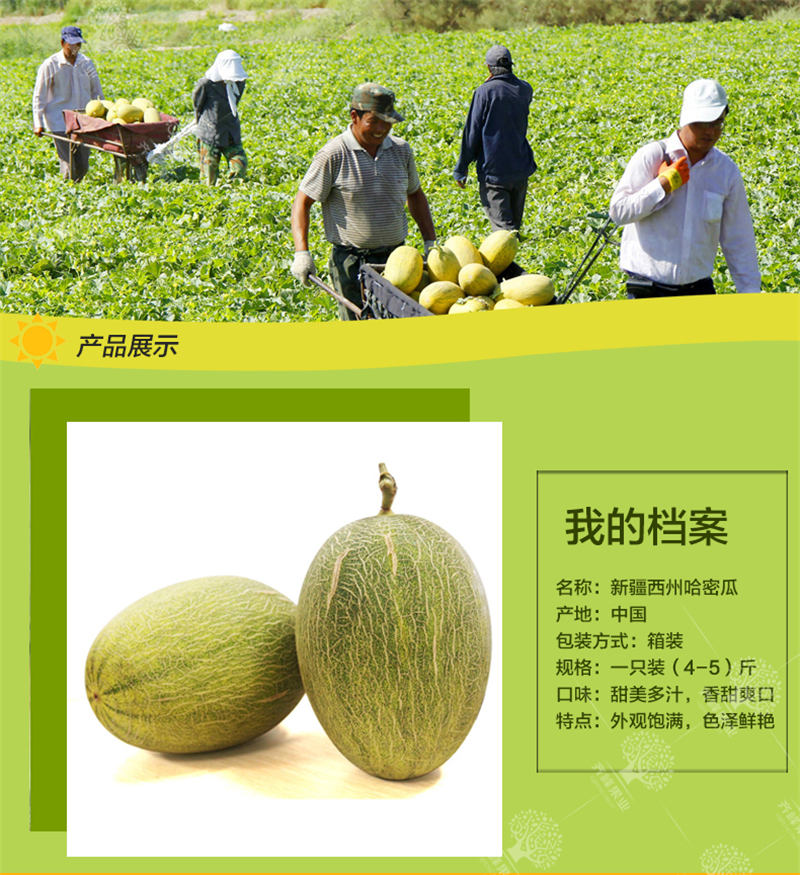 产品展示
我的档案
名称：新疆西州哈密瓜
产地：中国
包装方式：箱装
规格：一只装（4-5）斤
口味：甜美多汁，香甜爽口
特点：外观饱满，色泽鲜艳